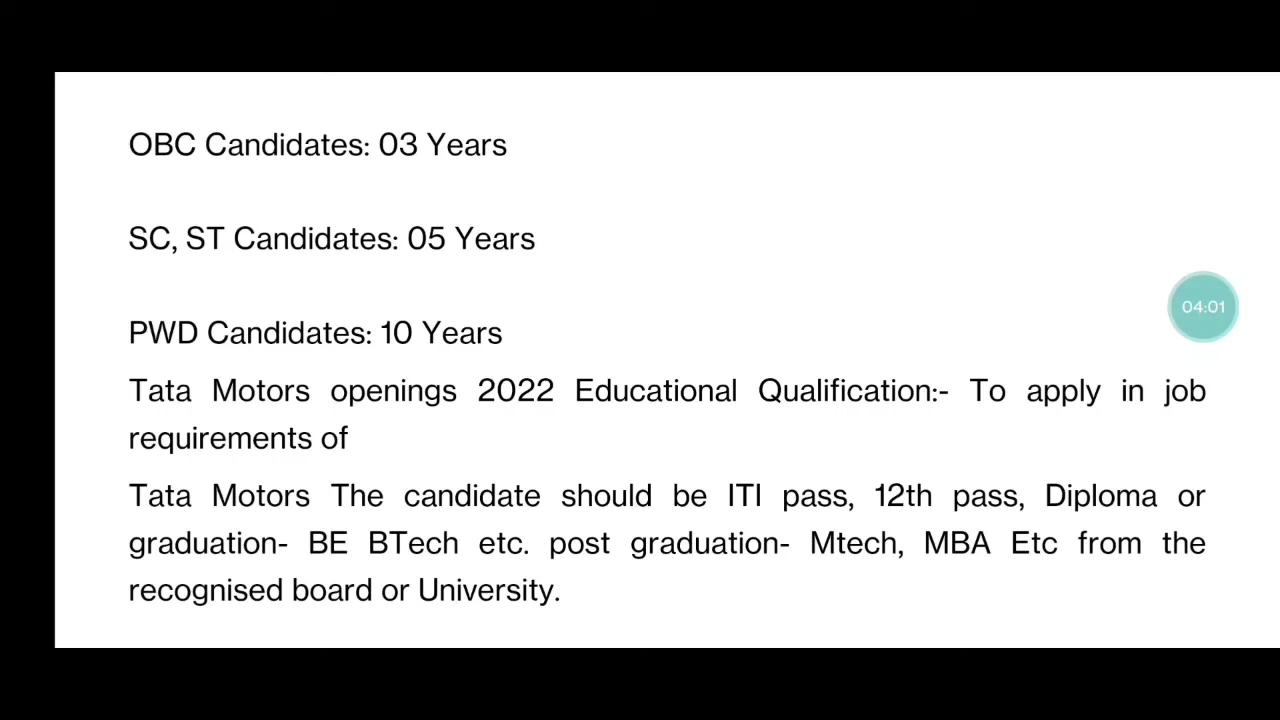 OBC Candidates: 03 Years
SC, ST Candidates: 05 Years
04:01
PWD Candidates: 10 Years
Tata Motors openings 2022 Educational Qualification:- To apply in job
requirements of
Tata Motors The candidate should be ITI pass, 12th pass, Diploma or
graduation- BE BTech etc. post graduation- Mtech, MBA Etc from the
recognised board or University.